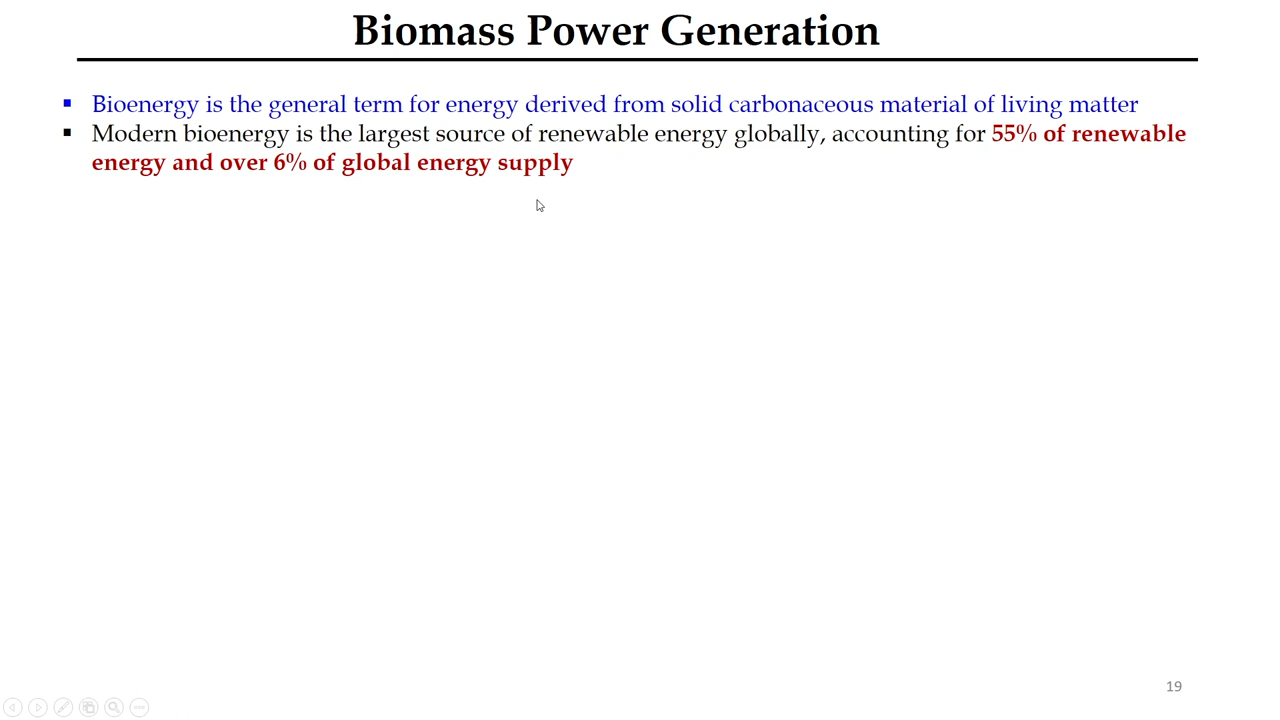 Biomass Power Generation
▪ Bioenergy is the general term for energy derived from solid carbonaceous material of living matter
▪ Modern bioenergy is the largest source of renewable energy globally, accounting for 55% of renewable
energy and over 6% of global energy supply
19